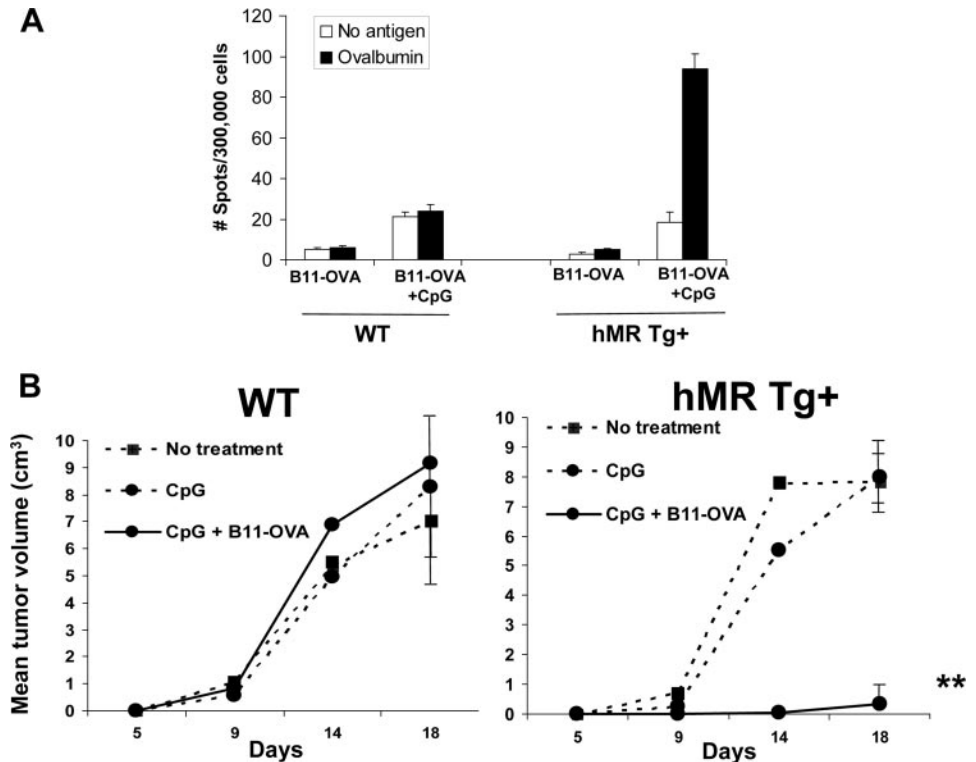 A
No antigen
Ovalbumin
# Spots/300,000 cells
120
100
80
60
40
20
0
B11-OVA
B11-OVA
+CpG
B11-OVA
B11-OVA
+CpG
WT
hMR Tg+
B
WT
No treatment
CpG
CpG + B11-OVA
Mean tumor volume (cm³)
10
9
8
7
6
5
4
3
2
1
0
5
9
14
18
Days
hMR Tg+
No treatment
CpG
CpG + B11-OVA
10
9
8
7
6
5
4
3
2
1
0
5
9
14
18
Days
**